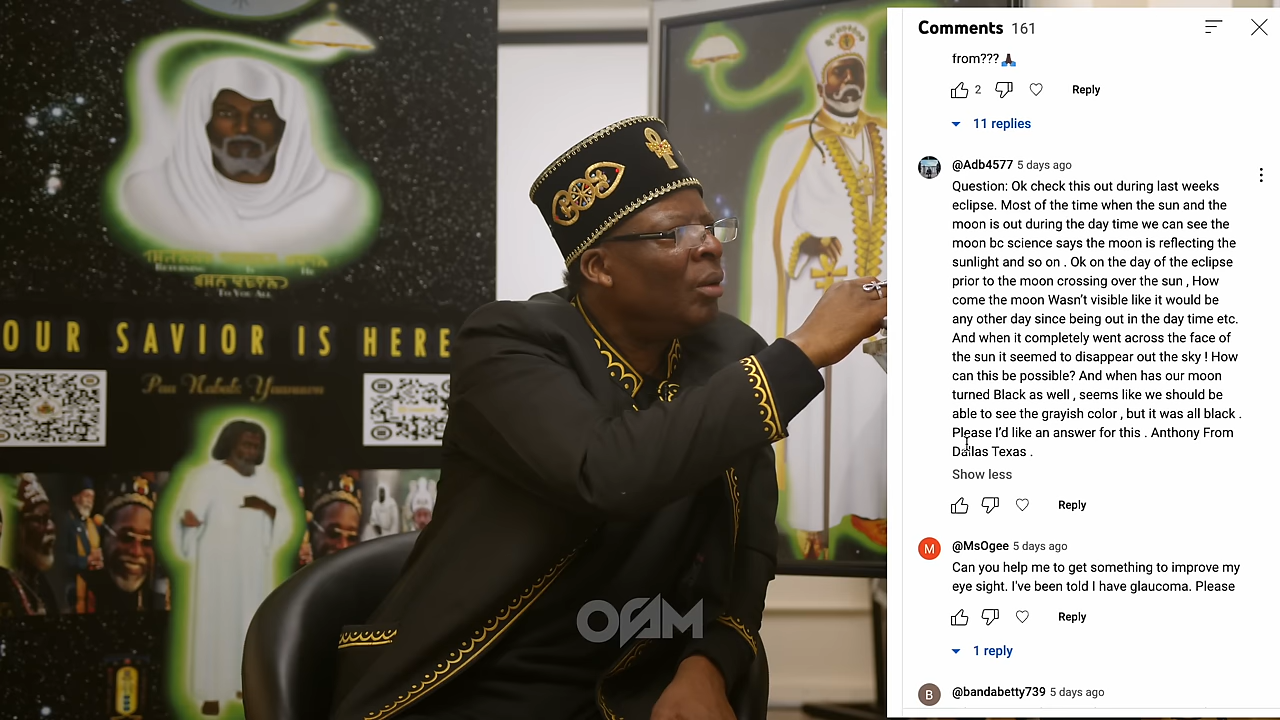 OUR SAVIOR IS HERE
Paa Nabab Yaanuwn
TO YOU ALL
OSAM
Comments 161
from???🙏🏿
2
Reply
11 replies
@Adb4577 5 days ago
Question: Ok check this out during last weeks
eclipse. Most of the time when the sun and the
moon is out during the day time we can see the
moon bc science says the moon is reflecting the
sunlight and so on . Ok on the day of the eclipse
prior to the moon crossing over the sun , How
come the moon Wasn't visible like it would be
any other day since being out in the day time etc.
And when it completely went across the face of
the sun it seemed to disappear out the sky ! How
can this be possible? And when has our moon
turned Black as well , seems like we should be
able to see the grayish color , but it was all black .
Please I'd like an answer for this . Anthony From
Dallas Texas .
Show less
Reply
M
@MsOgee 5 days ago
Can you help me to get something to improve my
eye sight. I've been told I have glaucoma. Please
Reply
1 reply
B
@bandabetty739 5 days ago